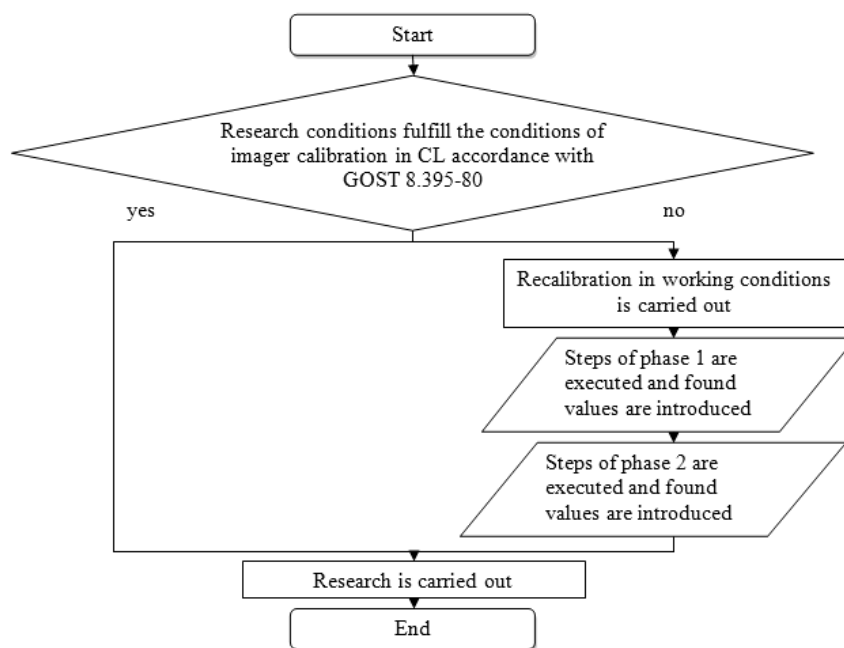 Start
Research conditions fulfill the conditions of
imager calibration in CL accordance with
GOST 8.395-80
yes
no
Recalibration in working conditions
is carried out
Steps of phase 1 are
executed and found
values are introduced
Steps of phase 2 are
executed and found
values are introduced
Research is carried out
End